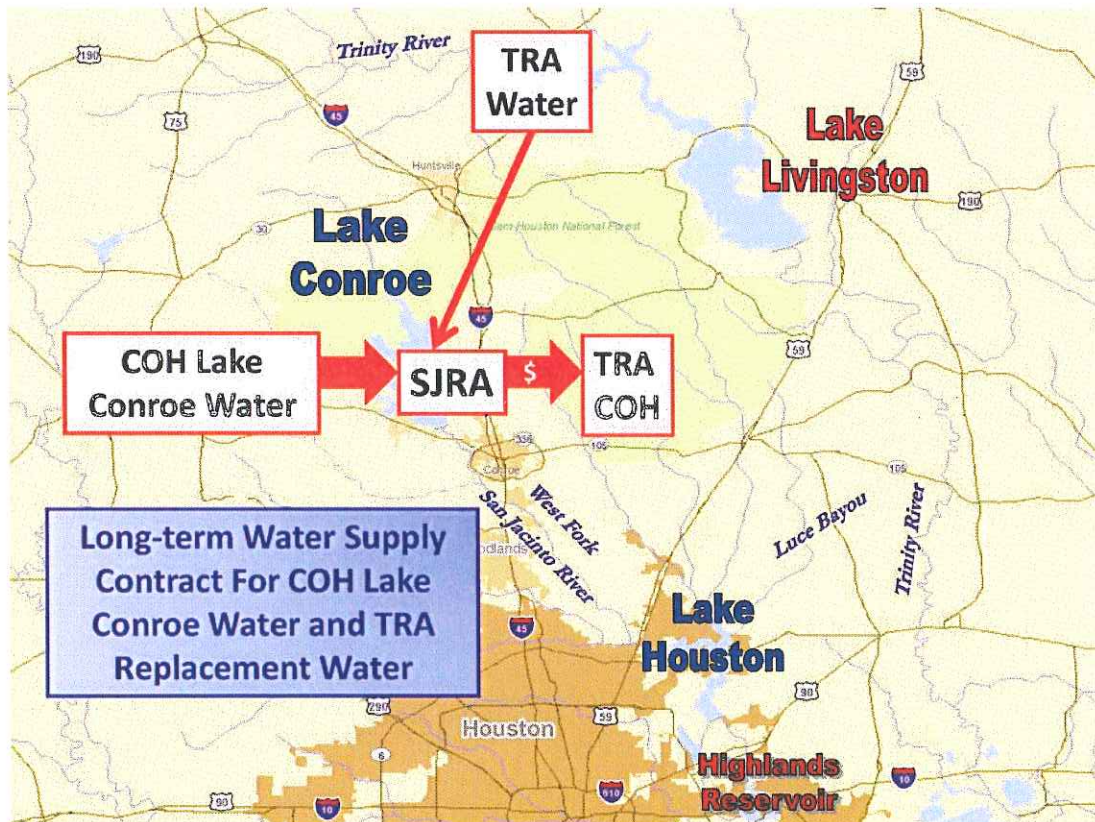 Trinity River
TRA
Water
190
59
45
75
Lake
Livingston
Huntsville
190
Lake
Conroe
30
Sam Houston National Forest
45
59
COH Lake
Conroe Water
SJRA
$
TRA
COH
336
105
105
Conroe
West Fork
San Jacinto River
Luce Bayou
Trinity River
Long-term Water Supply
Contract For COH Lake
Conroe Water and TRA
Replacement Water
odlands
45
Lake
Houston
290
Houston
59
90
6
Highlands
Reservoir
90
10
610
10